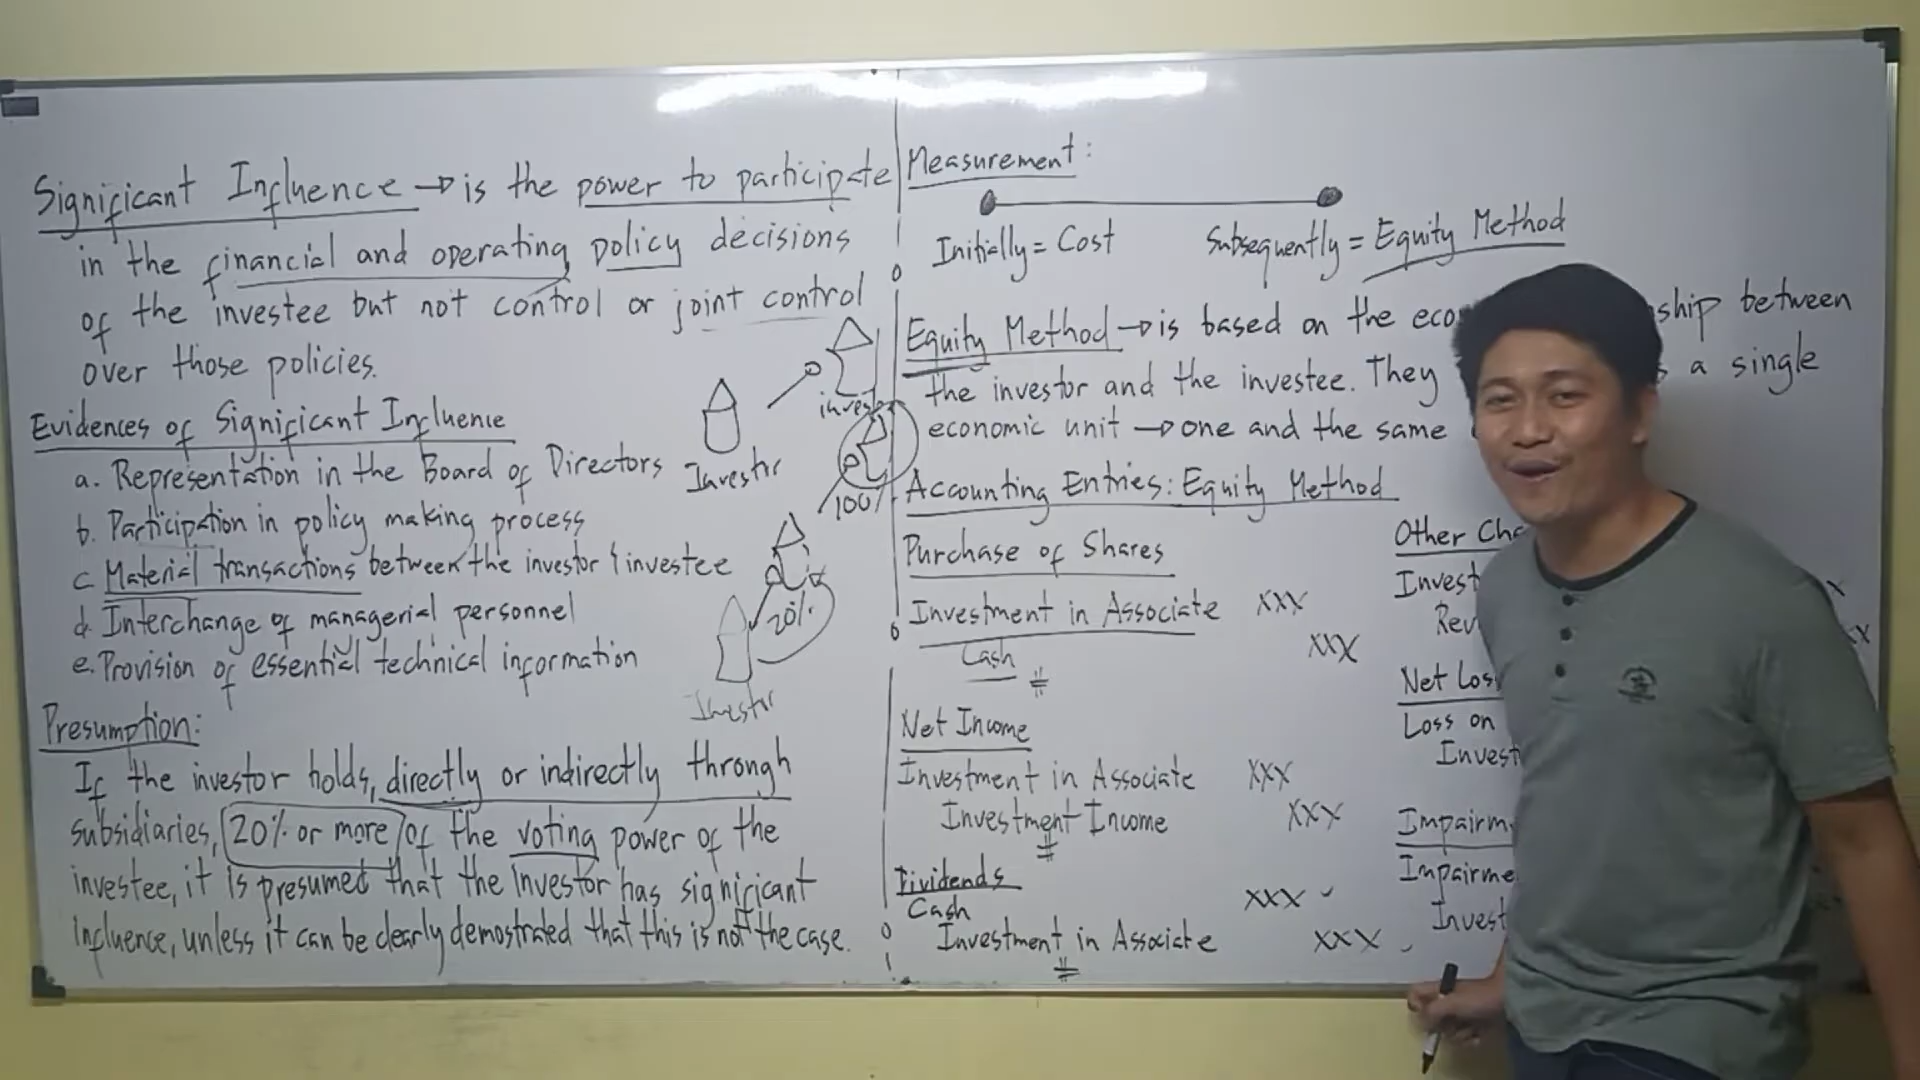 Significant Influence → is the power to participate
in the financial and operating policy decisions
of the investee but not control or joint control
over those policies.
Evidences of Significant Influence
a. Representation in the Board of Directors
b. Participation in policy making process
c Material transactions between the investor & investee
d. Interchange of managerial personnel
e. Provision of essential technical information
Presumption:
If the investor holds, directly or indirectly through
subsidiaries, 20% or more of the voting power of the
investee, it is presumed that the investor has significant
influence, unless it can be clearly demostrated that this is not the case.
Investor
100%
20%
Investor
Measurement:
Initially = Cost
Subsequently = Equity Method
Equity Method → is based on the eco ship between
the investor and the investee. They a single
economic unit → one and the same
Accounting Entries: Equity Method
Purchase of Shares
Investment in Associate XXX
Cash XXX
Net Income
Investment in Associate XXX
Investment Income XXX
Dividends
Cash XXX
Investment in Associate XXX
Other Cha
Invest
Rev
Net Los
Loss on
Invest
Impairm
Impairme
Invest